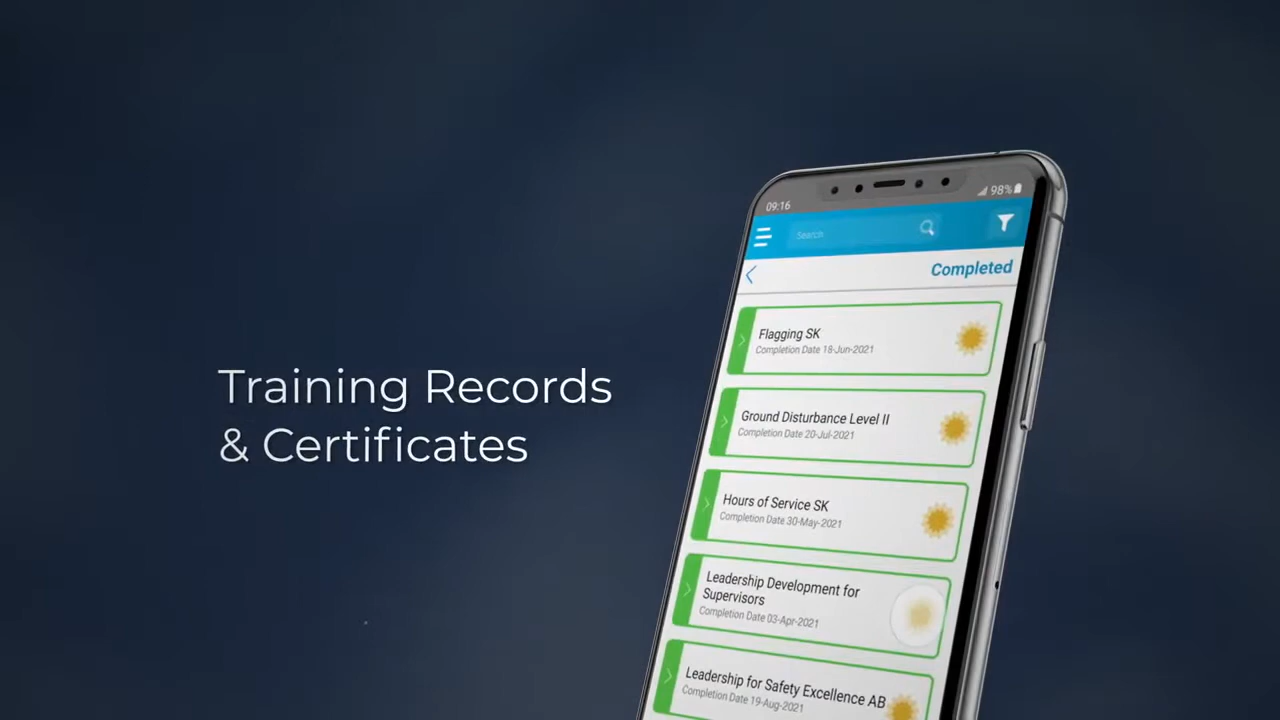 Training Records
& Certificates
09:16
98%
Search
Completed
Flagging SK
Completion Date 18-Jun-2021
Ground Disturbance Level II
Completion Date 20-Jul-2021
Hours of Service SK
Completion Date 30-May-2021
Leadership Development for
Supervisors
Completion Date 03-Apr-2021
Leadership for Safety Excellence AB
Completion Date 19-Aug-2021